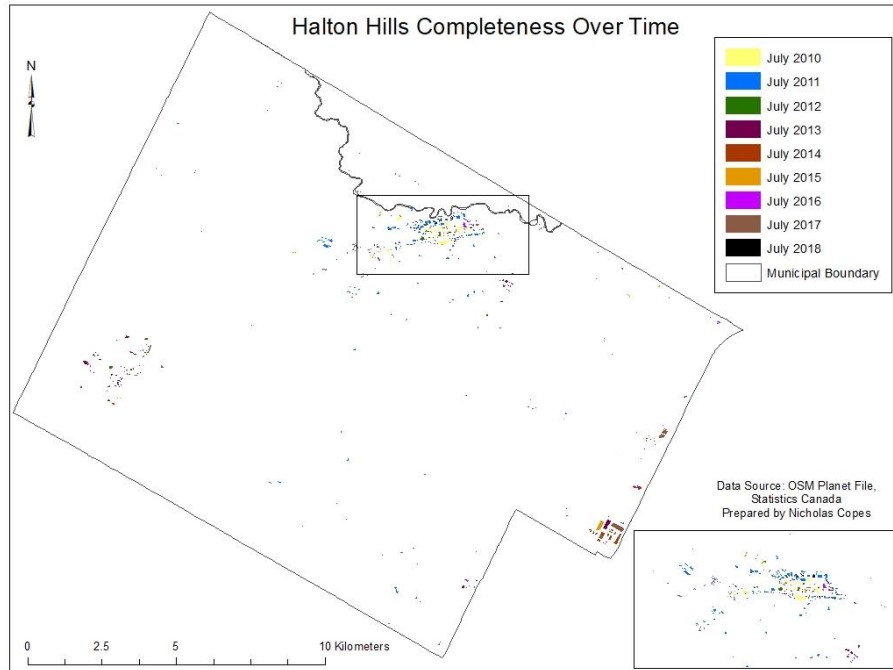 Halton Hills Completeness Over Time
N
July 2010
July 2011
July 2012
July 2013
July 2014
July 2015
July 2016
July 2017
July 2018
Municipal Boundary
Data Source: OSM Planet File,
Statistics Canada
Prepared by Nicholas Copes
0 2.5 5 10 Kilometers